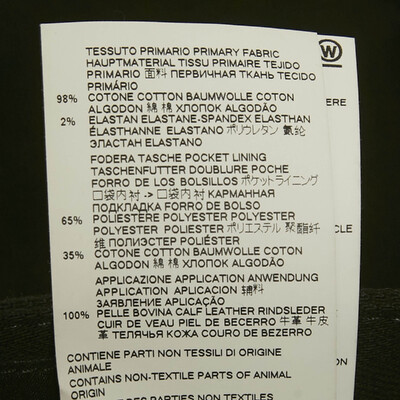 TESSUTO PRIMARIO PRIMARY FABRIC
HAUPTMATERIAL TISSU PRIMAIRE TEJIDO
PRIMARIO 面料 ПЕРВИЧНАЯ ТКАНЬ TECIDO
PRIMÁRIO
98% COTONE COTTON BAUMWOLLE COTON
ALGODON 綿 棉 ХЛОПОК ALGODÃO
2% ELASTAN ELASTANE-SPANDEX ELASTHAN
ÉLASTHANNE ELASTANO ポリウレタン 氨纶
ЭЛАСТАН ELASTANO
FODERA TASCHE POCKET LINING
TASCHENFUTTER DOUBLURE POCHE
FORRO DE LOS BOLSILLOS ポケットライニング
口袋内衬 -> 口袋内衬 КАРМАННАЯ
ПОДКЛАДКА FORRO DE BOLSO
65% POLIESTERE POLYESTER POLYESTER
POLYESTER POLIESTER ポリエステル 聚酯纤
维 ПОЛИЭСТЕР POLIÉSTER
35% COTONE COTTON BAUMWOLLE COTON
ALGODON 綿 棉 ХЛОПОК ALGODÃO
APPLICAZIONE APPLICATION ANWENDUNG
APPLICATION APLICACION 辅料
ЗАЯВЛЕНИЕ APLICAÇÃO
100% PELLE BOVINA CALF LEATHER RINDSLEDER
CUIR DE VEAU PIEL DE BECERRO 牛革 牛皮
革 ТЕЛЯЧЬЯ КОЖА COURO DE BEZERRO
CONTIENE PARTI NON TESSILI DI ORIGINE
ANIMALE
CONTAINS NON-TEXTILE PARTS OF ANIMAL
ORIGIN
DES PARTIES NON TEXTILES
W
ERE
CLE